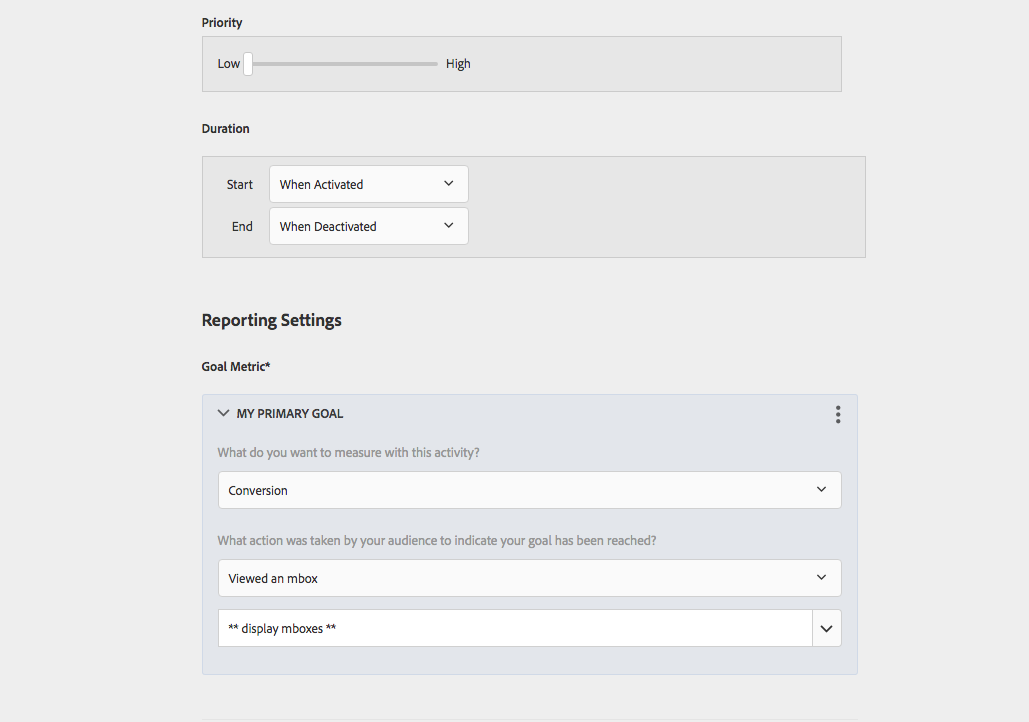 Priority
Low High
Duration
Start When Activated
End When Deactivated
Reporting Settings
Goal Metric*
MY PRIMARY GOAL
What do you want to measure with this activity?
Conversion
What action was taken by your audience to indicate your goal has been reached?
Viewed an mbox
** display mboxes **